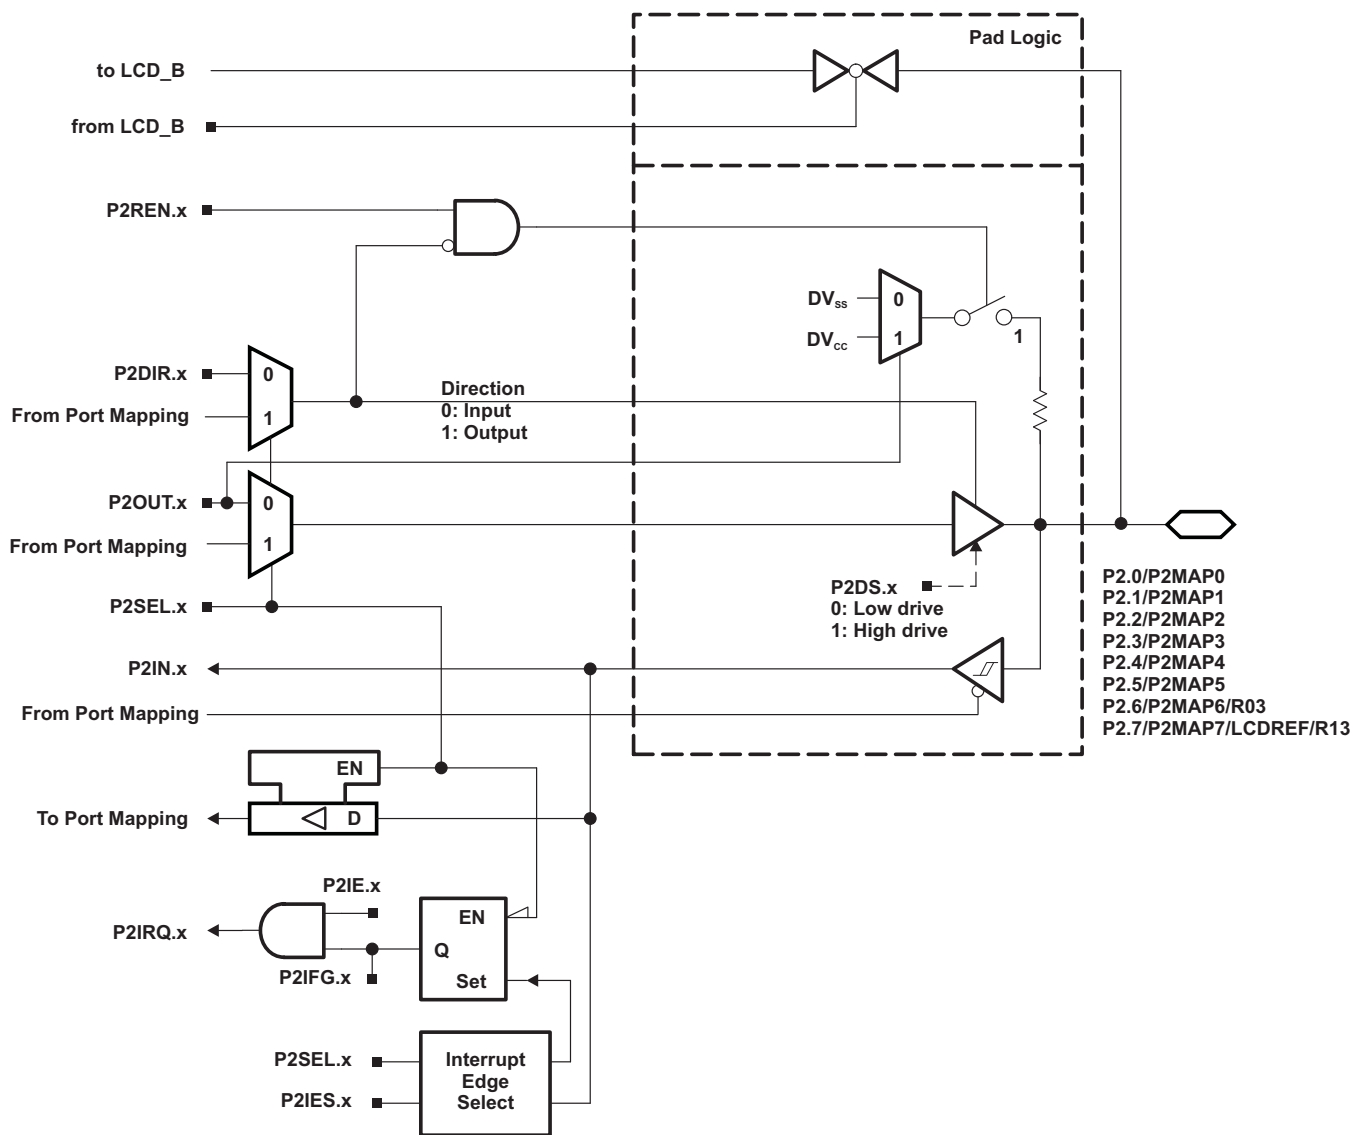 Pad Logic
to LCD_B
from LCD_B
P2REN.x
DVSS
0
DVCC
1
1
P2DIR.x
0
From Port Mapping
1
Direction
0: Input
1: Output
P2OUT.x
0
From Port Mapping
1
P2SEL.x
P2DS.x
0: Low drive
1: High drive
P2.0/P2MAP0
P2.1/P2MAP1
P2.2/P2MAP2
P2.3/P2MAP3
P2.4/P2MAP4
P2.5/P2MAP5
P2.6/P2MAP6/R03
P2.7/P2MAP7/LCDREF/R13
P2IN.x
From Port Mapping
EN
To Port Mapping
D
P2IE.x
P2IRQ.x
EN
Q
P2IFG.x
Set
P2SEL.x
P2IES.x
Interrupt
Edge
Select